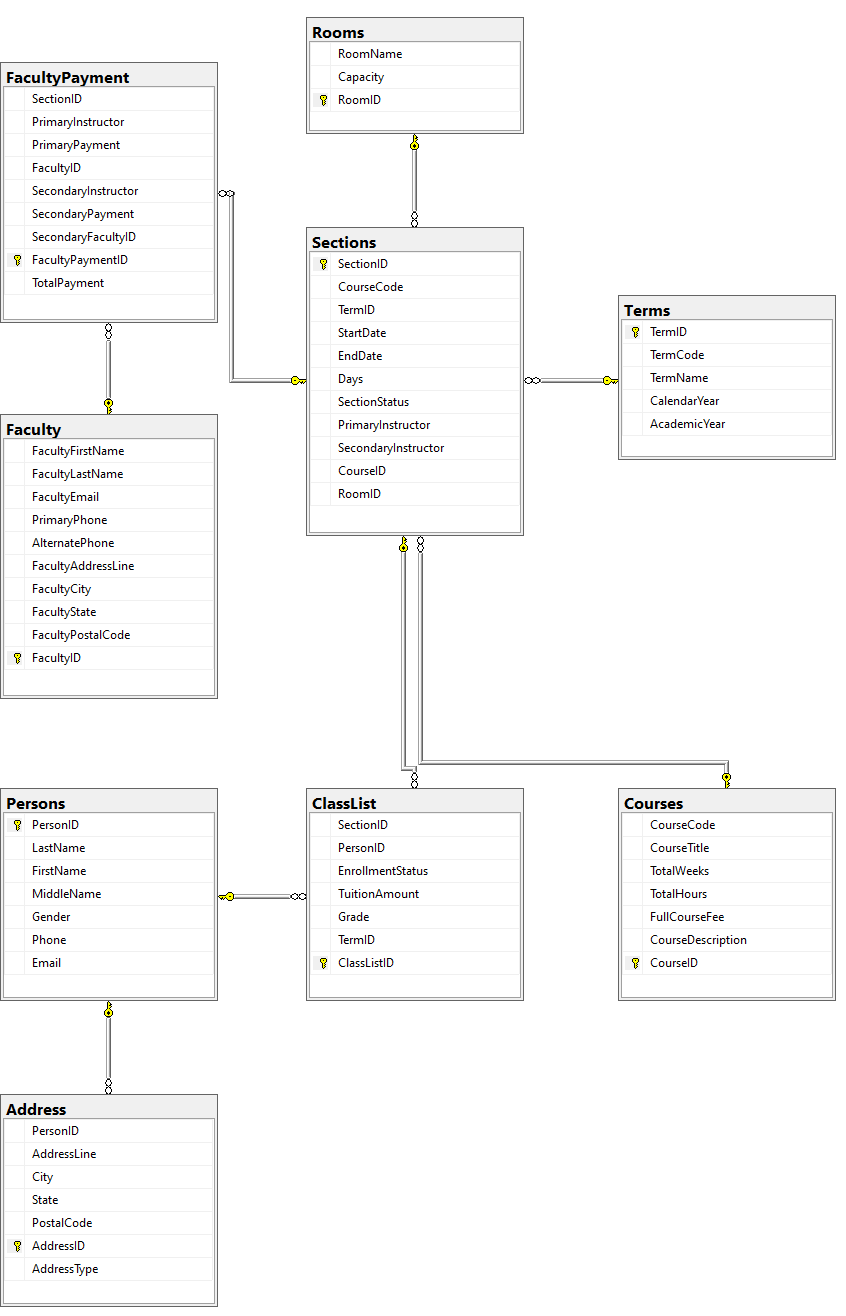 Rooms
RoomName
Capacity
RoomID
FacultyPayment
SectionID
PrimaryInstructor
PrimaryPayment
FacultyID
SecondaryInstructor
SecondaryPayment
SecondaryFacultyID
FacultyPaymentID
TotalPayment
Sections
SectionID
CourseCode
TermID
StartDate
EndDate
Days
SectionStatus
PrimaryInstructor
SecondaryInstructor
CourseID
RoomID
Terms
TermID
TermCode
TermName
CalendarYear
AcademicYear
Faculty
FacultyFirstName
FacultyLastName
FacultyEmail
PrimaryPhone
AlternatePhone
FacultyAddressLine
FacultyCity
FacultyState
FacultyPostalCode
FacultyID
Persons
PersonID
LastName
FirstName
MiddleName
Gender
Phone
Email
ClassList
SectionID
PersonID
EnrollmentStatus
TuitionAmount
Grade
TermID
ClassListID
Courses
CourseCode
CourseTitle
TotalWeeks
TotalHours
FullCourseFee
CourseDescription
CourseID
Address
PersonID
AddressLine
City
State
PostalCode
AddressID
AddressType